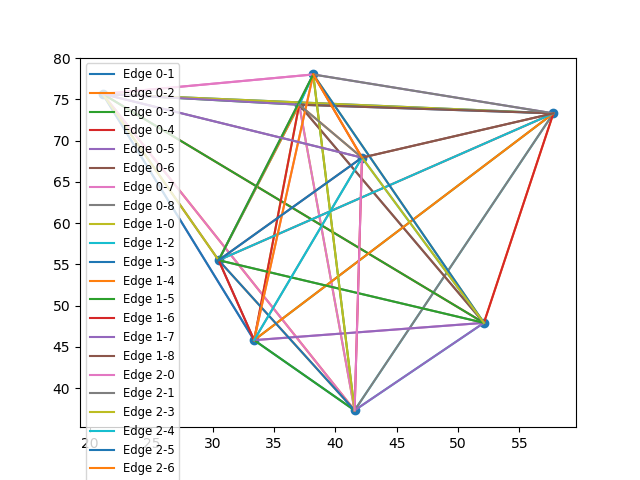 80
75
70
65
60
55
50
45
40
20
25
30
35
40
45
50
55
Edge 0-1
Edge 0-2
Edge 0-3
Edge 0-4
Edge 0-5
Edge 0-6
Edge 0-7
Edge 0-8
Edge 1-0
Edge 1-2
Edge 1-3
Edge 1-4
Edge 1-5
Edge 1-6
Edge 1-7
Edge 1-8
Edge 2-0
Edge 2-1
Edge 2-3
Edge 2-4
Edge 2-5
Edge 2-6